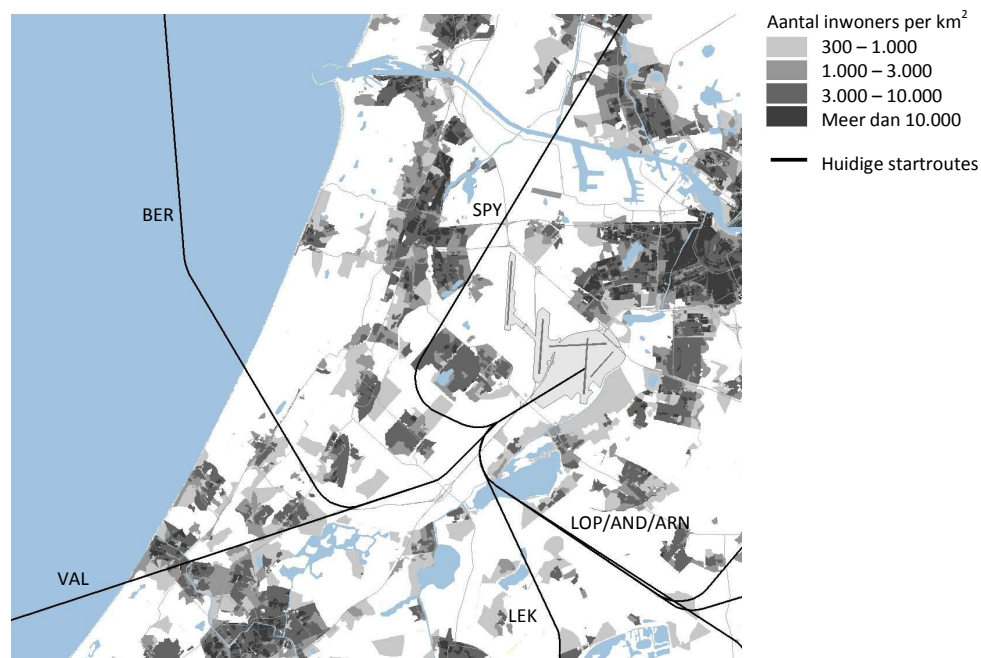 Aantal inwoners per km²
300 – 1.000
1.000 – 3.000
3.000 – 10.000
Meer dan 10.000
Huidige startroutes
BER
SPY
LOP/AND/ARN
VAL
LEK